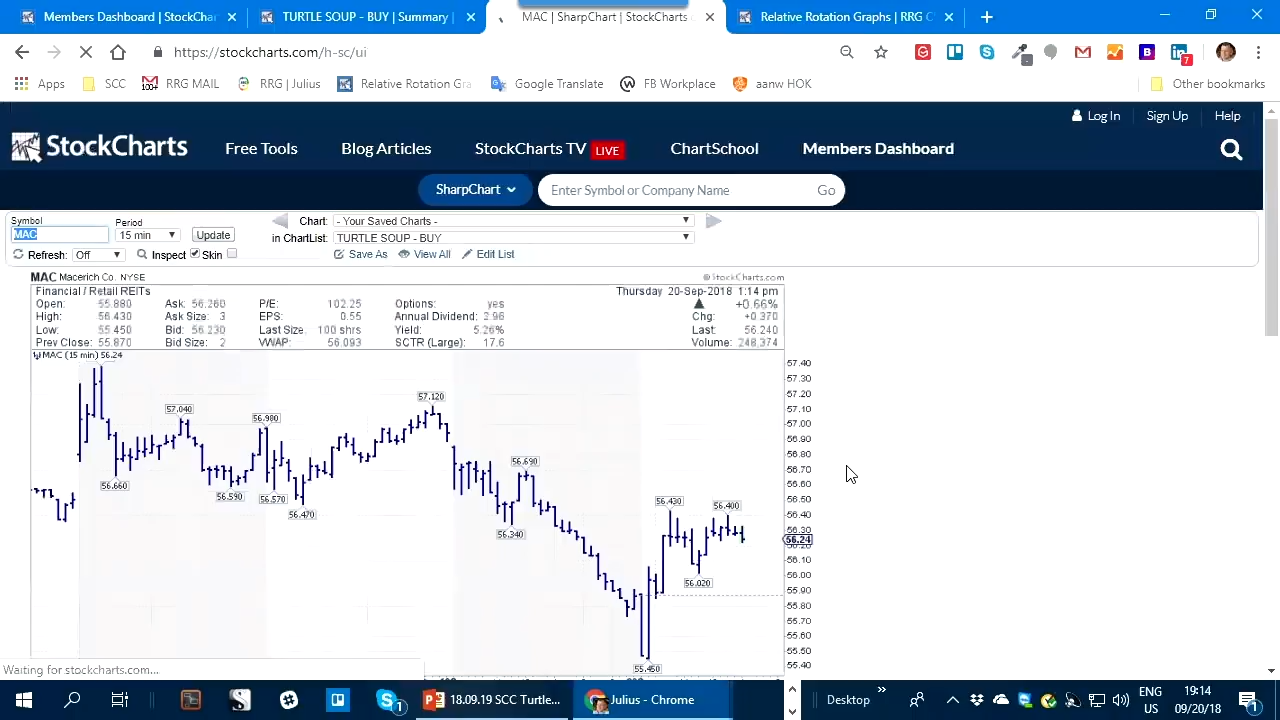 Members Dashboard | StockChar
TURTLE SOUP - BUY | Summary |
MAC | SharpChart | StockCharts
Relative Rotation Graphs | RRG C
https://stockcharts.com/h-sc/ui
7
Apps
SCC
100+
RRG MAIL
RRG | Julius
Relative Rotation Gra
Google Translate
FB Workplace
aanw HOK
Other bookmarks
Log In
Sign Up
Help
StockCharts
Free Tools
Blog Articles
StockCharts TV LIVE
ChartSchool
Members Dashboard
SharpChart
Enter Symbol or Company Name
Go
Symbol
Period
Chart:
- Your Saved Charts -
MAC
15 min
Update
in ChartList:
TURTLE SOUP - BUY
Refresh:
Off
Inspect
Skin
Save As
View All
Edit List
MAC Macerich Co. NYSE
© StockCharts.com
Financial / Retail REITs
Thursday 20-Sep-2018 1:14 pm
Open: 55.880
Ask: 56.260
P/E: 102.25
Options: yes
+0.66%
High: 56.430
Ask Size: 3
EPS: 0.55
Annual Dividend: 2.96
Chg: +0.370
Low: 55.450
Bid: 56.230
Last Size: 100 shrs
Yield: 5.26%
Last: 56.240
Prev Close: 55.870
Bid Size: 2
VWAP: 56.093
SCTR (Large): 17.6
Volume: 248,374
MAC (15 min) 56.24
57.40
57.30
57.20
57.10
57.00
56.90
56.80
56.70
56.60
56.50
56.40
56.30
56.24
56.10
56.00
55.90
55.80
55.70
55.60
55.50
55.40
57.120
57.040
56.980
56.690
56.660
56.590
56.570
56.470
56.430
56.400
56.340
56.020
55.450
Waiting for stockcharts.com...
1
18.09.19 SCC Turtle...
Julius - Chrome
Desktop
ENG
US
19:14
09/20/18
1